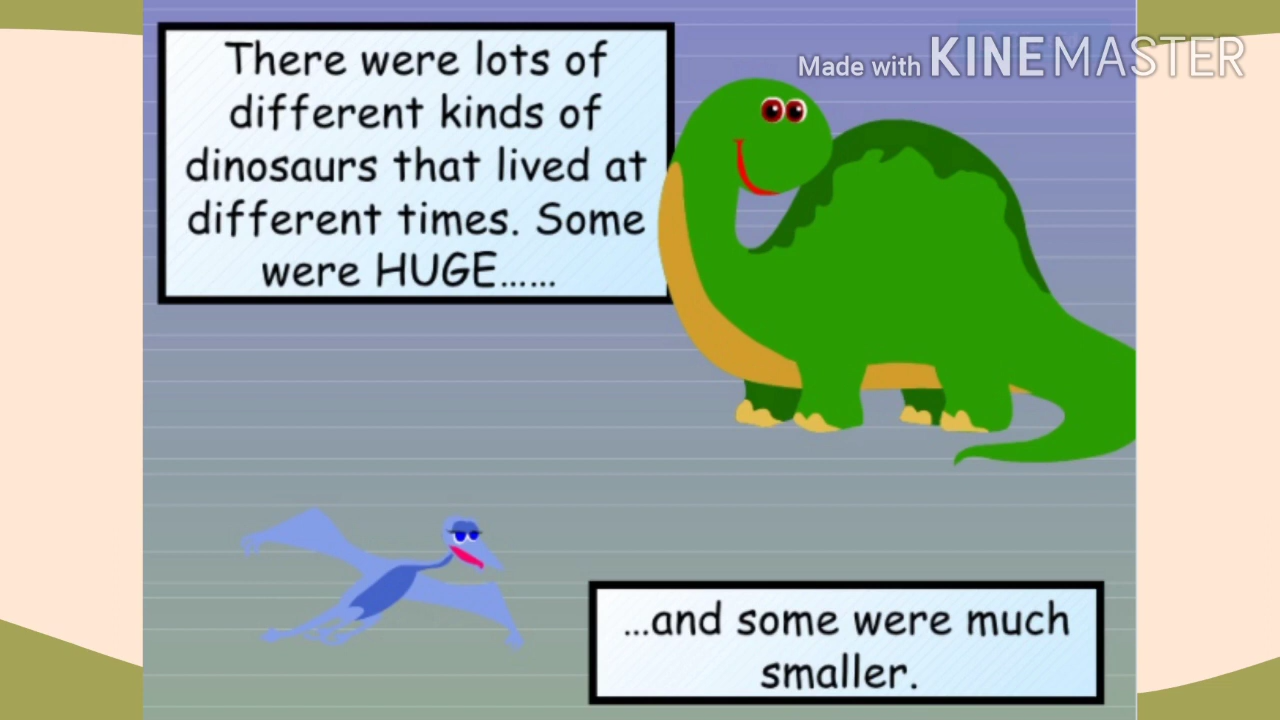 There were lots of
different kinds of
dinosaurs that lived at
different times. Some
were HUGE......
Made with KINEMASTER
...and some were much
smaller.